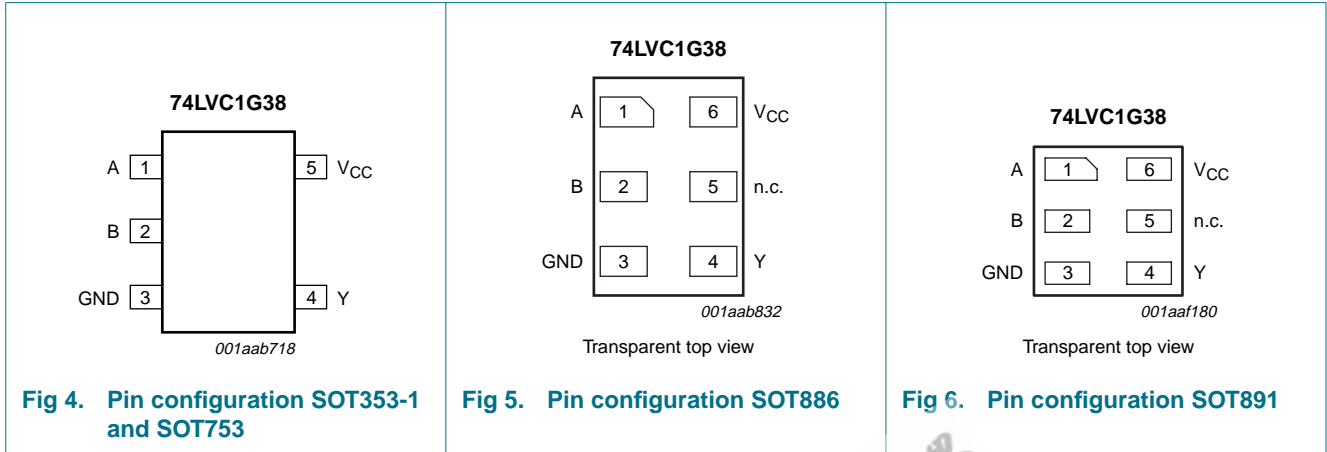 74LVC1G38
A 1
5 VCC
B 2
GND 3
4 Y
001aab718
Fig 4. Pin configuration SOT353-1
and SOT753
74LVC1G38
A 1 6 VCC
B 2 5 n.c.
GND 3 4 Y
001aab832
Transparent top view
Fig 5. Pin configuration SOT886
74LVC1G38
A 1 6 VCC
B 2 5 n.c.
GND 3 4 Y
001aaf180
Transparent top view
Fig 6. Pin configuration SOT891